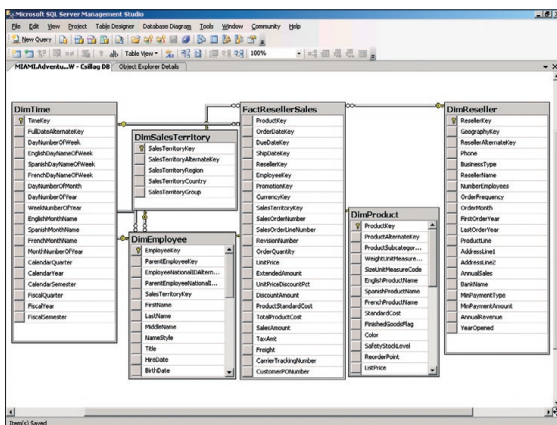 Microsoft SQL Server Management Studio
File Edit View Project Table Designer Database Diagram Tools Window Community Help
New Query
Table View 100%
MIAMI.Adventu...W - Csillag DB Object Explorer Details
DimTime
TimeKey
FullDateAlternateKey
DayNumberOfWeek
EnglishDayNameOfWeek
SpanishDayNameOfWeek
FrenchDayNameOfWeek
DayNumberOfMonth
DayNumberOfYear
WeekNumberOfYear
EnglishMonthName
SpanishMonthName
FrenchMonthName
MonthNumberOfYear
CalendarQuarter
CalendarYear
CalendarSemester
FiscalQuarter
FiscalYear
FiscalSemester
DimSalesTerritory
SalesTerritoryKey
SalesTerritoryAlternateKey
SalesTerritoryRegion
SalesTerritoryCountry
SalesTerritoryGroup
DimEmployee
EmployeeKey
ParentEmployeeKey
EmployeeNationalIDAltern...
ParentEmployeeNationalI...
SalesTerritoryKey
FirstName
LastName
MiddleName
NameStyle
Title
HireDate
BirthDate
FactResellerSales
ProductKey
OrderDateKey
DueDateKey
ShipDateKey
ResellerKey
EmployeeKey
PromotionKey
CurrencyKey
SalesTerritoryKey
SalesOrderNumber
SalesOrderLineNumber
RevisionNumber
OrderQuantity
UnitPrice
ExtendedAmount
UnitPriceDiscountPct
DiscountAmount
ProductStandardCost
TotalProductCost
SalesAmount
TaxAmt
Freight
CarrierTrackingNumber
CustomerPONumber
DimProduct
ProductKey
ProductAlternateKey
ProductSubcategor...
WeightUnitMeasure...
SizeUnitMeasureCode
EnglishProductName
SpanishProductName
FrenchProductName
StandardCost
FinishedGoodsFlag
Color
SafetyStockLevel
ReorderPoint
ListPrice
DimReseller
ResellerKey
GeographyKey
ResellerAlternateKey
Phone
BusinessType
ResellerName
NumberEmployees
OrderFrequency
OrderMonth
FirstOrderYear
LastOrderYear
ProductLine
AddressLine1
AddressLine2
AnnualSales
BankName
MinPaymentType
MinPaymentAmount
AnnualRevenue
YearOpened
Item(s) Saved